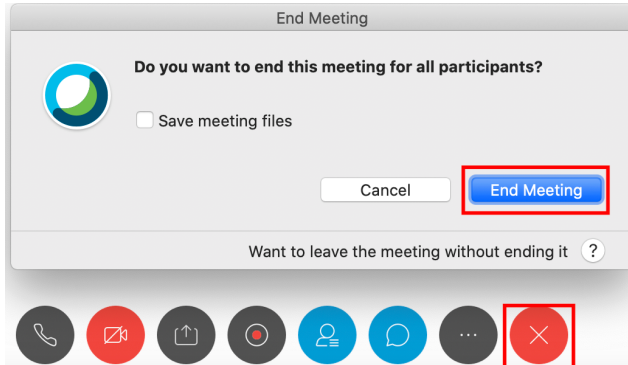 End Meeting
Do you want to end this meeting for all participants?
Save meeting files
Cancel
End Meeting
Want to leave the meeting without ending it ?